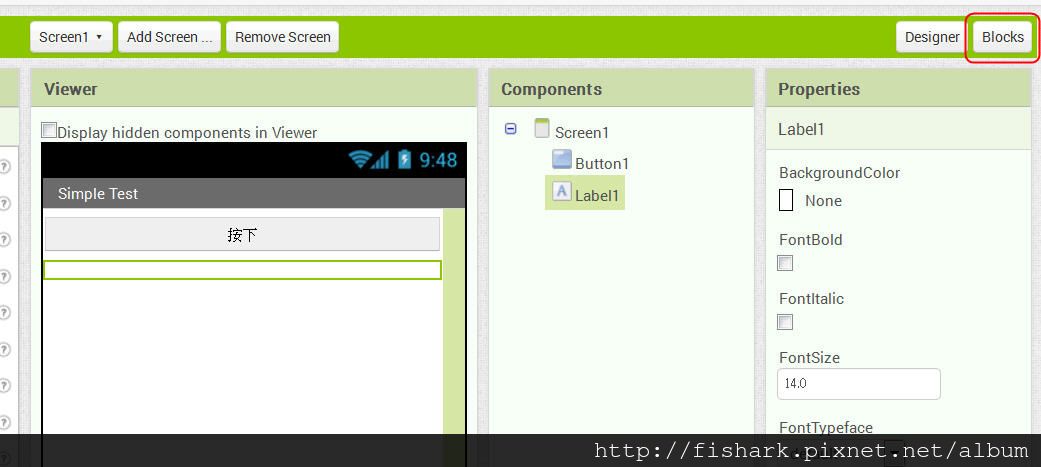 Screen1 ▾ Add Screen ... Remove Screen Designer Blocks
Viewer
Display hidden components in Viewer
9:48
Simple Test
按下
Components
Screen1
Button1
A Label1
Properties
Label1
BackgroundColor
None
FontBold
FontItalic
FontSize
14.0
FontTypeface
? ? ? ? ? ? ? ? ?
http://fishark.pixnet.net/album